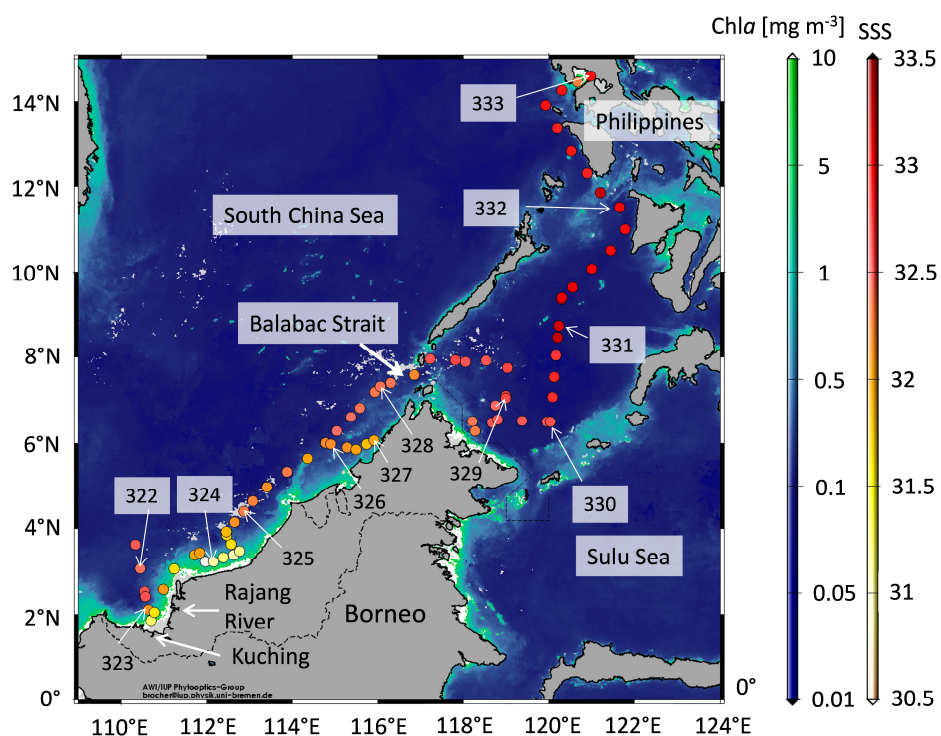 Chla [mg m-3] SSS
10 33.5
5 33
1 32.5
0.5 32
0.1 31.5
0.05 31
0.01 30.5
14°N
12°N
10°N
8°N
6°N
4°N
2°N
0°
0°
110°E 112°E 114°E 116°E 118°E 120°E 122°E 124°E
333
Philippines
332
South China Sea
Balabac Strait
331
328
327
329
326
330
322
324
325
Sulu Sea
Rajang
River
Borneo
323
Kuching
AWI/IUP Phytooptics-Group
bracher@iup.physik.uni-bremen.de